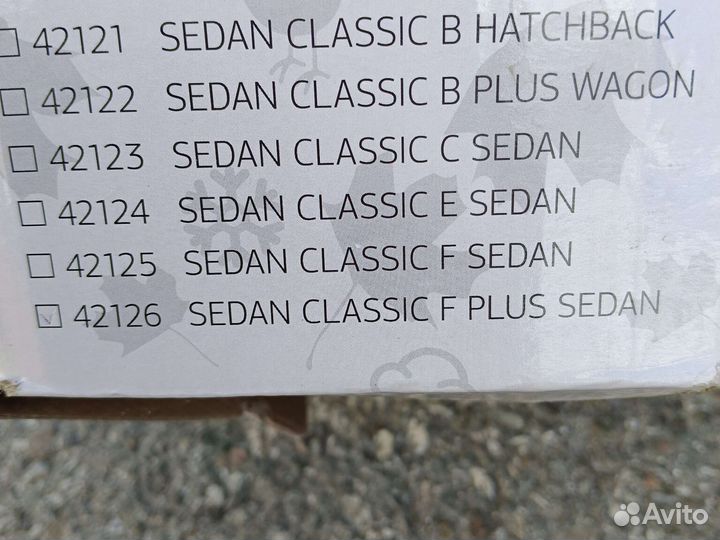 42121 SEDAN CLASSIC B HATCHBACK
42122 SEDAN CLASSIC B PLUS WAGON
42123 SEDAN CLASSIC C SEDAN
42124 SEDAN CLASSIC E SEDAN
42125 SEDAN CLASSIC F SEDAN
42126 SEDAN CLASSIC F PLUS SEDAN
Avito